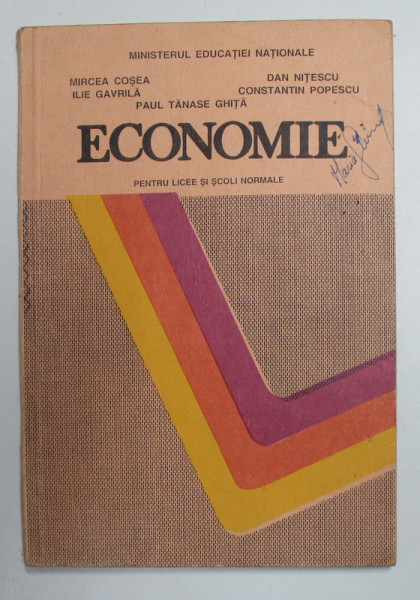 MINISTERUL EDUCAȚIEI NAȚIONALE
MIRCEA COȘEA DAN NIȚESCU
ILIE GAVRILĂ CONSTANTIN POPESCU
PAUL TĂNASE GHIȚĂ
ECONOMIE
PENTRU LICEE ȘI ȘCOLI NORMALE
Maria